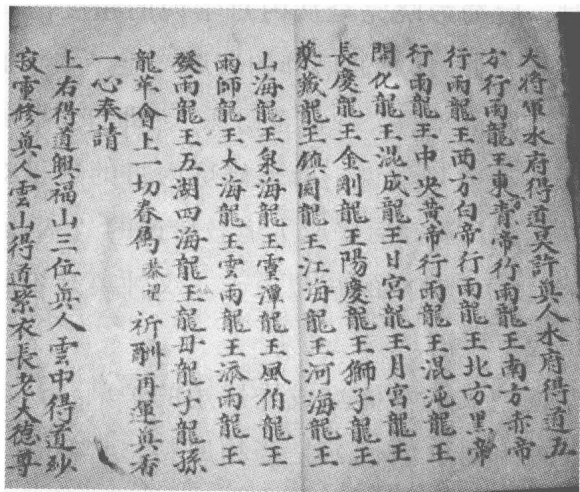 大将軍水府得道吴許真人水府得道五
方行雨龍王東青帝行雨龍王南方赤帝
行雨龍王西方白帝行雨龍王北方黑帝
行雨龍王中央黃帝行雨龍王混沌龍王
開化龍王混成龍王日宮龍王月宮龍王
長慶龍王金剛龍王陽慶龍王獅子龍王
蔵龍王鎮國龍王江海龍王河海龍王
山海龍王泉海龍王靈潭龍王風伯龍王
雨師龍王大海龍王雲雨龍王派雨龍王
發雨龍王五湖四海龍王龍母龍子龍孫
龍華會上一切眷屬恭望祈酬再運真香
一心奉請
上右得道興福山三位真人雲中得道妙
寂靈修真人雲山得道紫衣長老大德尊